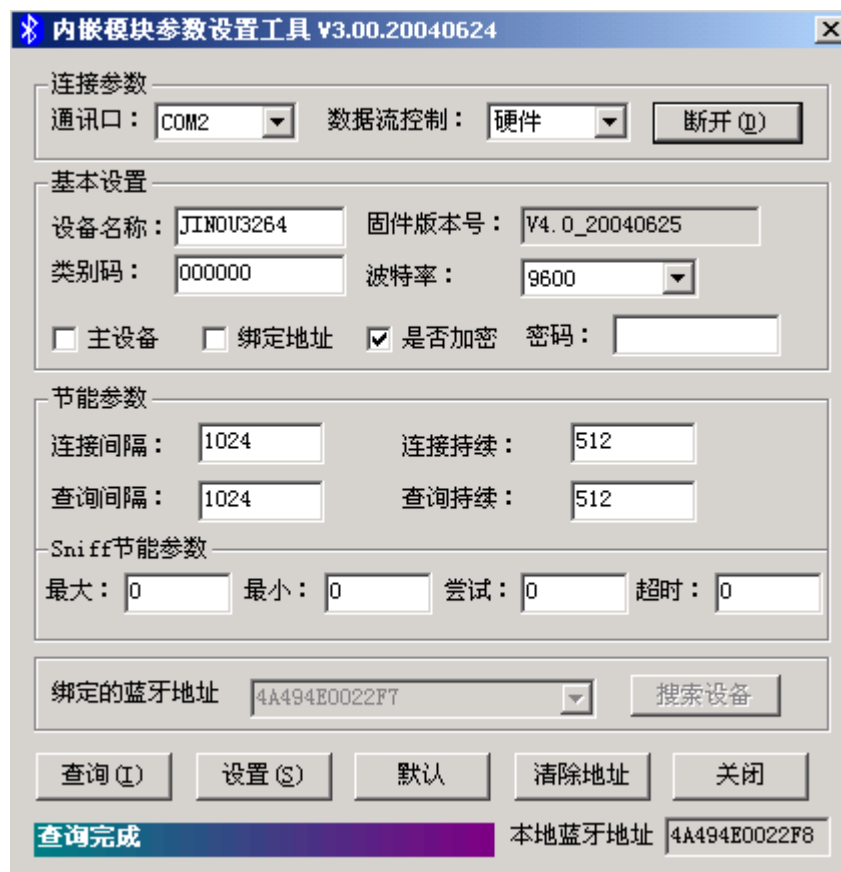 内嵌模块参数设置工具 V3.00.20040624
连接参数
通讯口： COM2 数据流控制： 硬件 断开(D)
基本设置
设备名称： JINOU3264 固件版本号： V4.0_20040625
类别码： 000000 波特率： 9600
主设备 绑定地址 是否加密 密码：
节能参数
连接间隔： 1024 连接持续： 512
查询间隔： 1024 查询持续： 512
Sniff节能参数
最大： 0 最小： 0 尝试： 0 超时： 0
绑定的蓝牙地址 4A494E0022F7 搜索设备
查询(I) 设置(S) 默认 清除地址 关闭
查询完成 本地蓝牙地址 4A494E0022F8